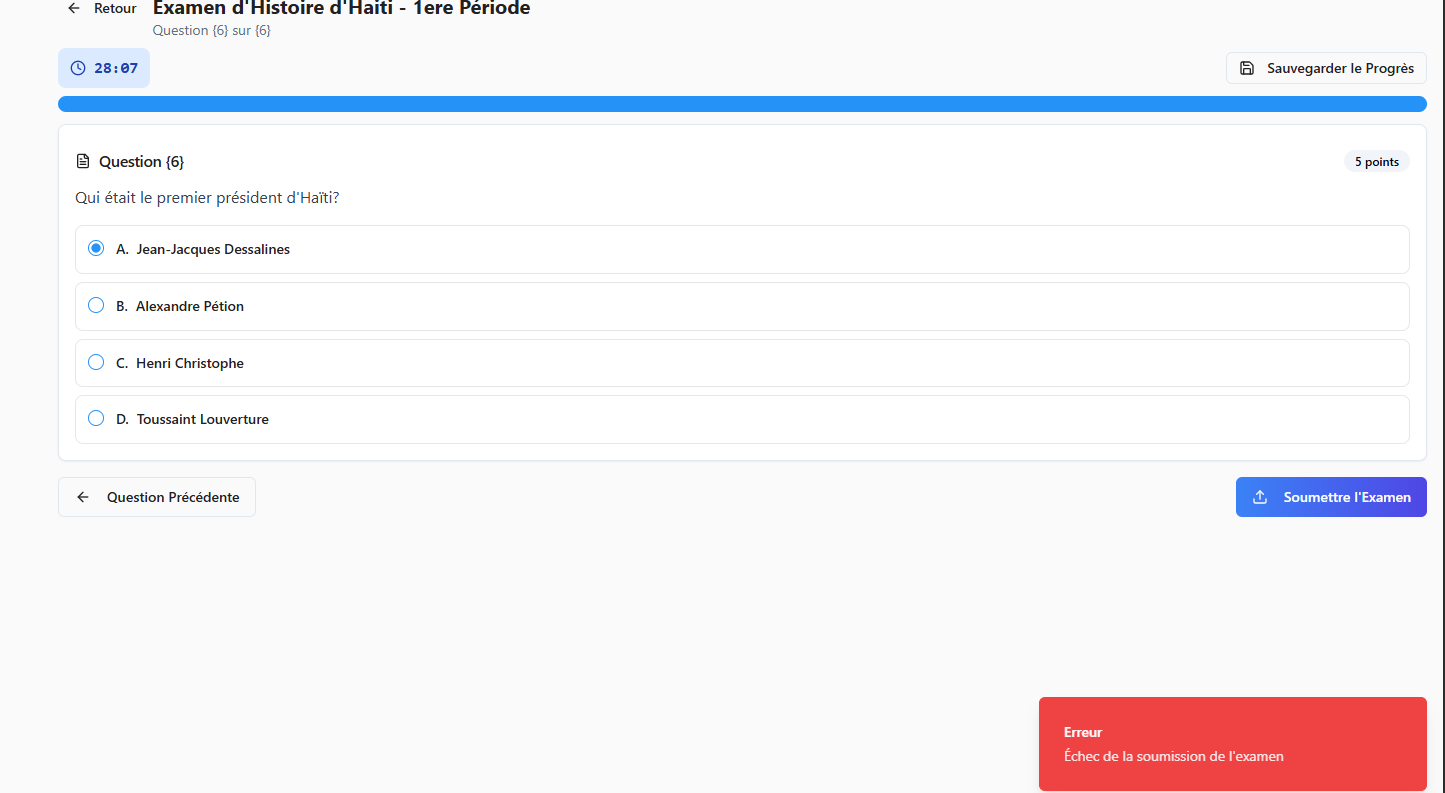 Retour
Examen d'Histoire d'Haiti - 1ere Période
Question {6} sur {6}
28:07
Sauvegarder le Progrès
Question {6}
5 points
Qui était le premier président d'Haïti?
A. Jean-Jacques Dessalines
B. Alexandre Pétion
C. Henri Christophe
D. Toussaint Louverture
Question Précédente
Soumettre l'Examen
Erreur
Échec de la soumission de l'examen